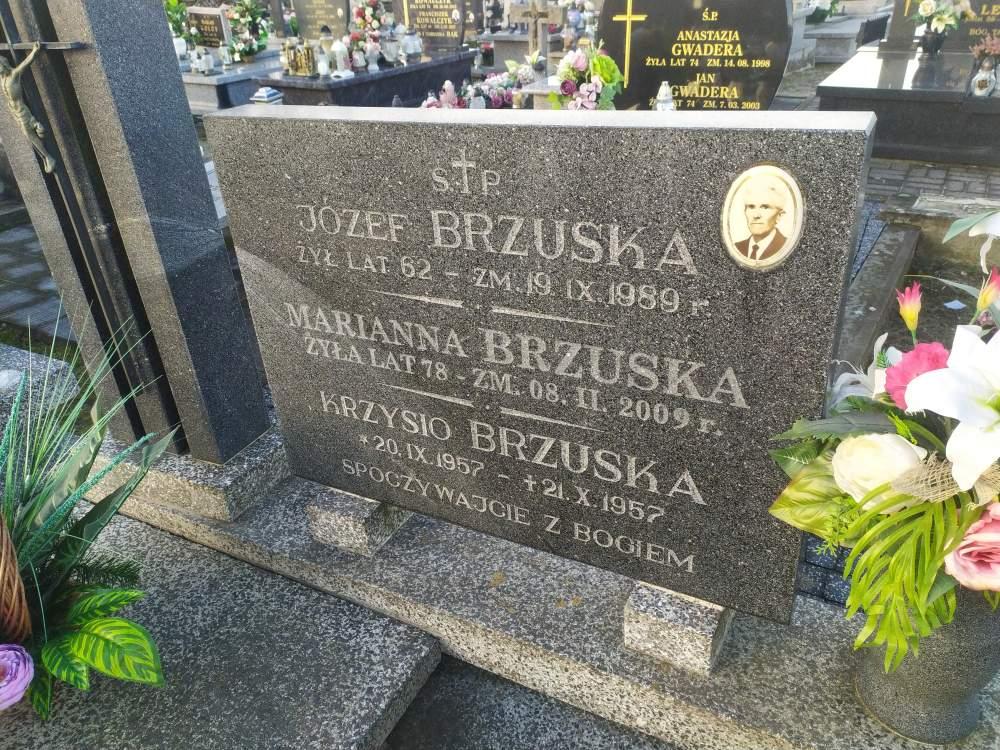 Ś.P.
ANASTAZJA
GWADERA
ŻYŁA LAT 74 ZM. 14.08.1998
JAN
GWADERA
LAT 74 ZM. 7.03.2003
FRANCISZEK
KOWALCZYK
Ś.†P.
JÓZEF BRZUSKA
ŻYŁ LAT 62 – ZM. 19.IX.1989 r.
MARIANNA BRZUSKA
ŻYŁA LAT 78 – ZM. 08.II.2009 r.
KRZYSIO BRZUSKA
*20.IX.1957 – +21.X.1957
SPOCZYWAJCIE Z BOGIEM